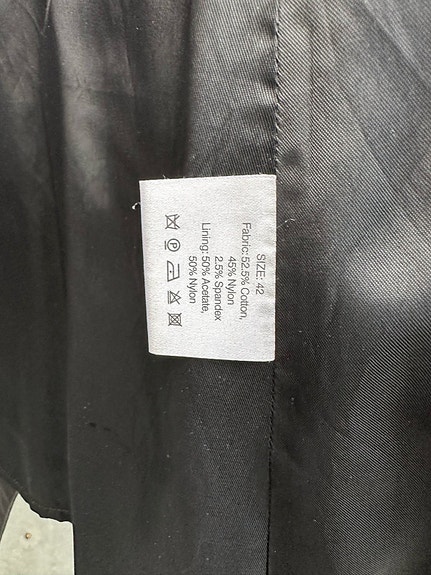 SIZE: 42
Fabric: 52.5% Cotton,
45% Nylon
2.5% Spandex
Lining: 50% Acetate,
50% Nylon
P